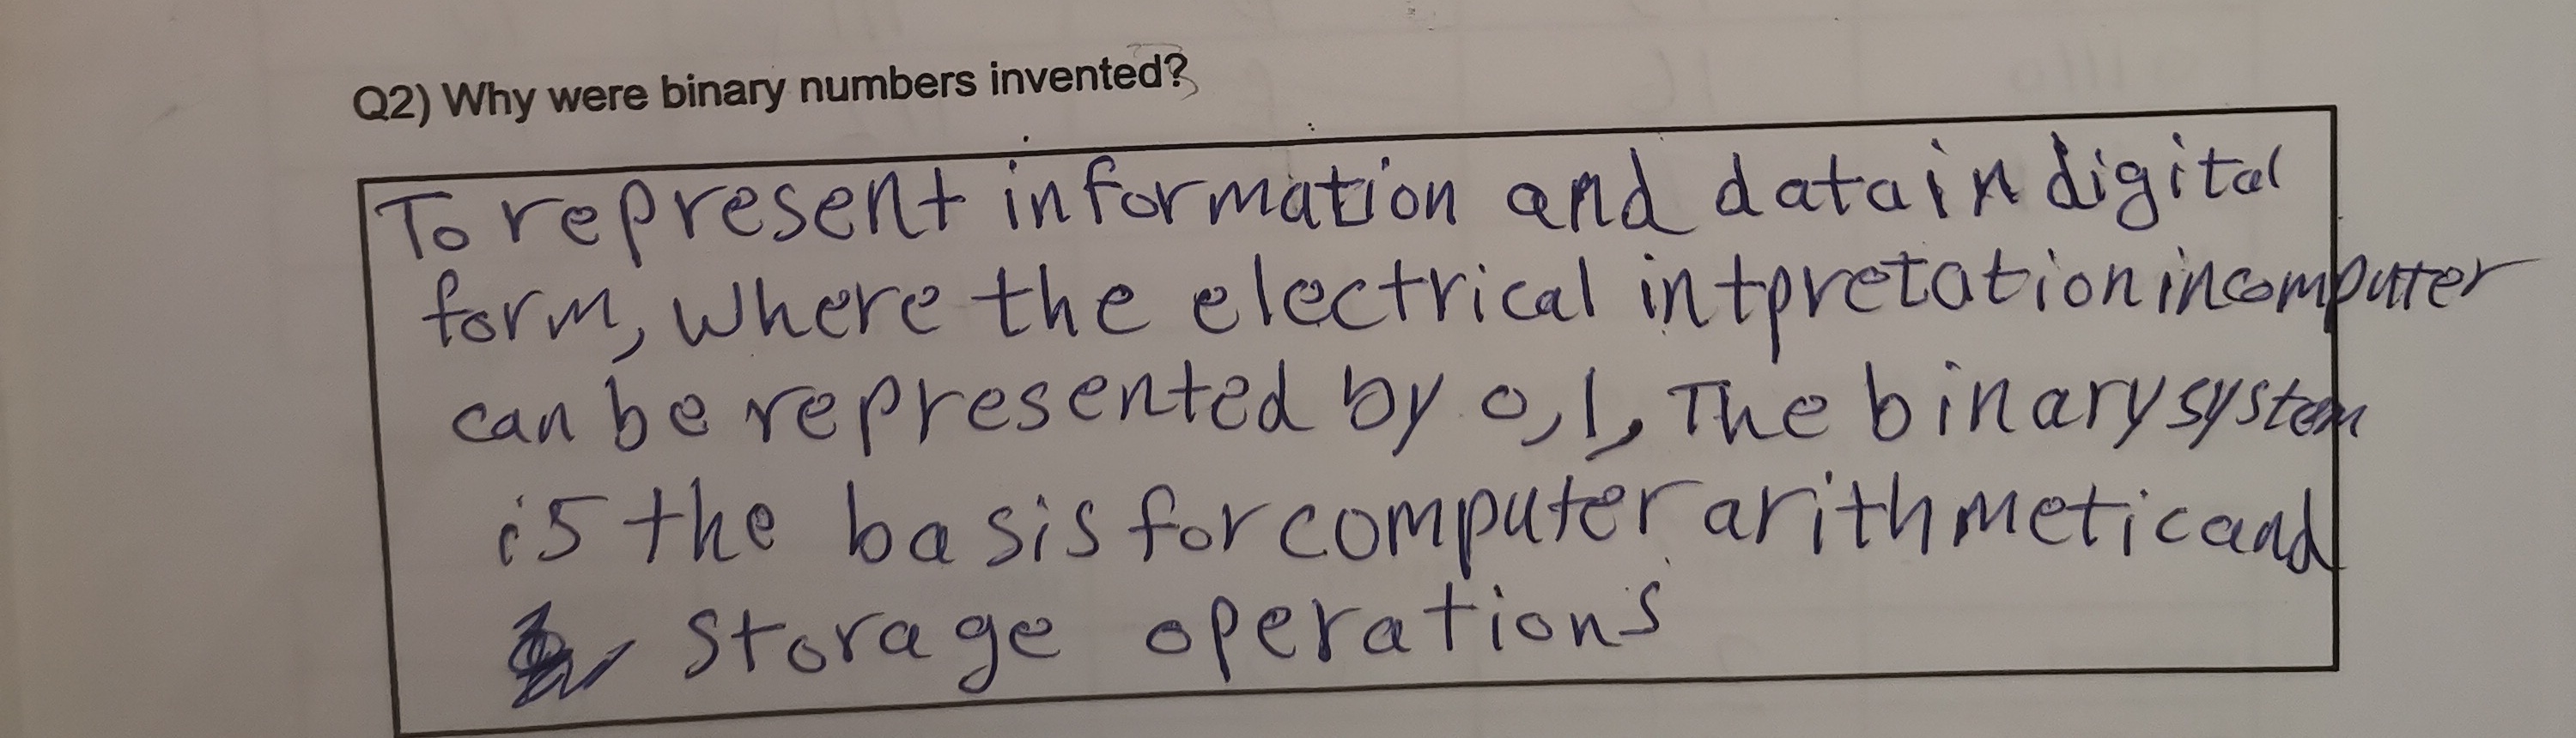 Q2) Why were binary numbers invented?
To represent information and data in digital
form, where the electrical intpretation in computer
can be represented by 0,1, The binary system
is the basis for computer arithmetic and
storage operations